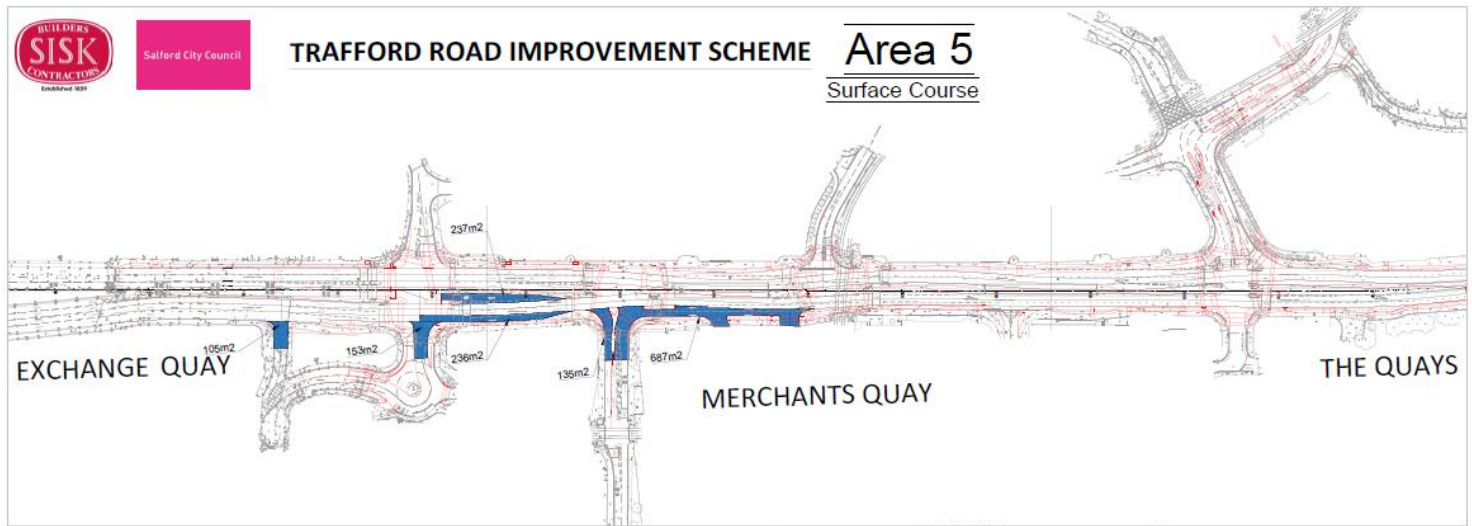 BUILDERS
SISK
CONTRACTORS
Established 1859
Salford City Council
TRAFFORD ROAD IMPROVEMENT SCHEME
Area 5
Surface Course
237m2
105m2
153m2
236m2
135m2
687m2
EXCHANGE QUAY
MERCHANTS QUAY
THE QUAYS